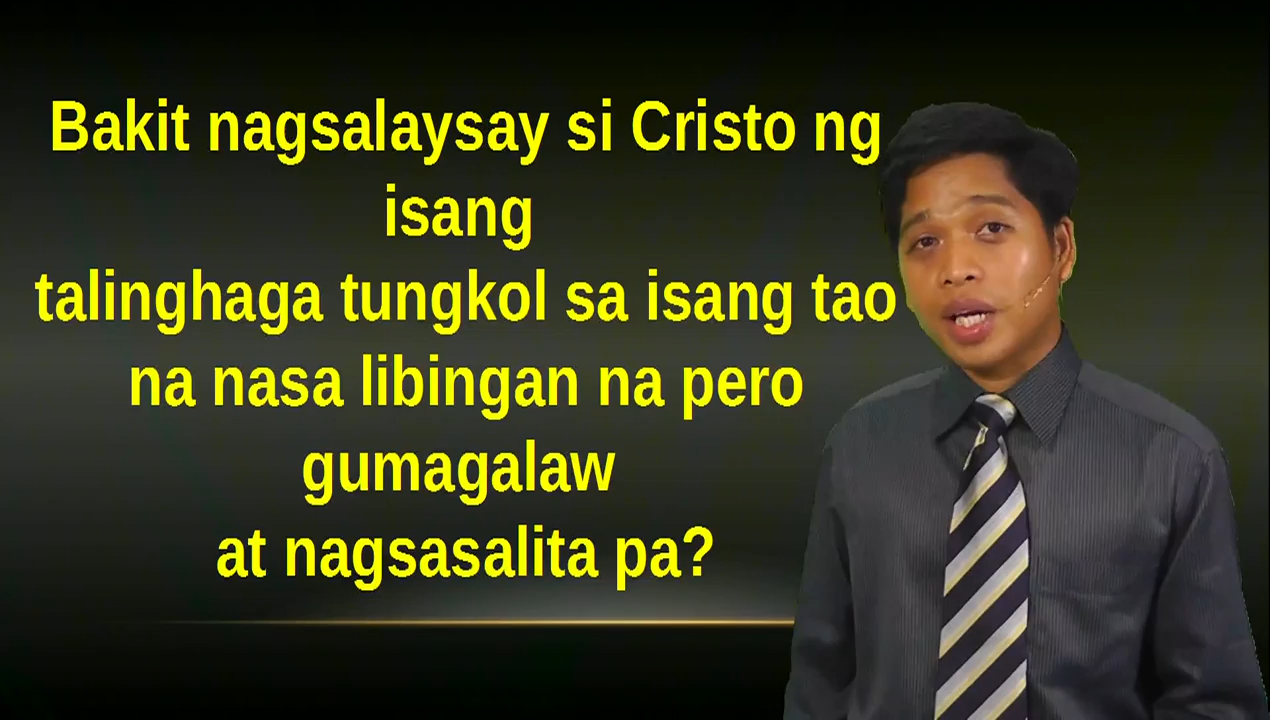 Bakit nagsalaysay si Cristo ng
isang
talinghaga tungkol sa isang tao
na nasa libingan na pero
gumagalaw
at nagsasalita pa?